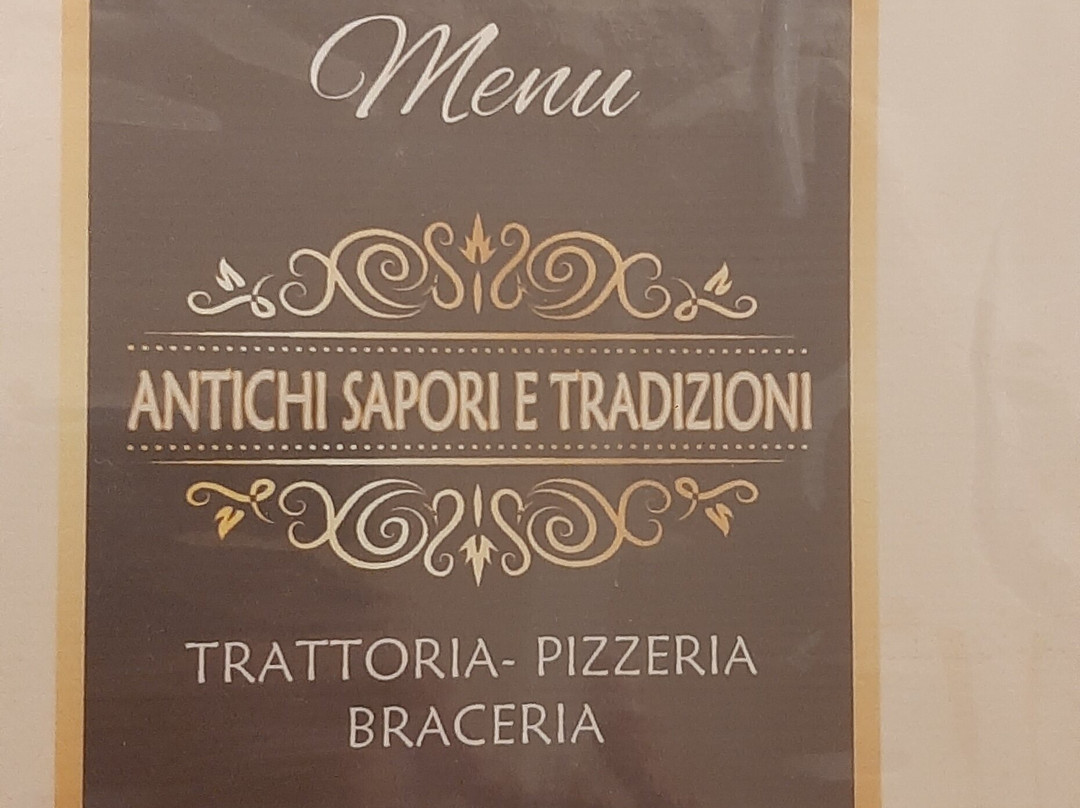 Menu
ANTICHI SAPORI E TRADIZIONI
TRATTORIA- PIZZERIA
BRACERIA